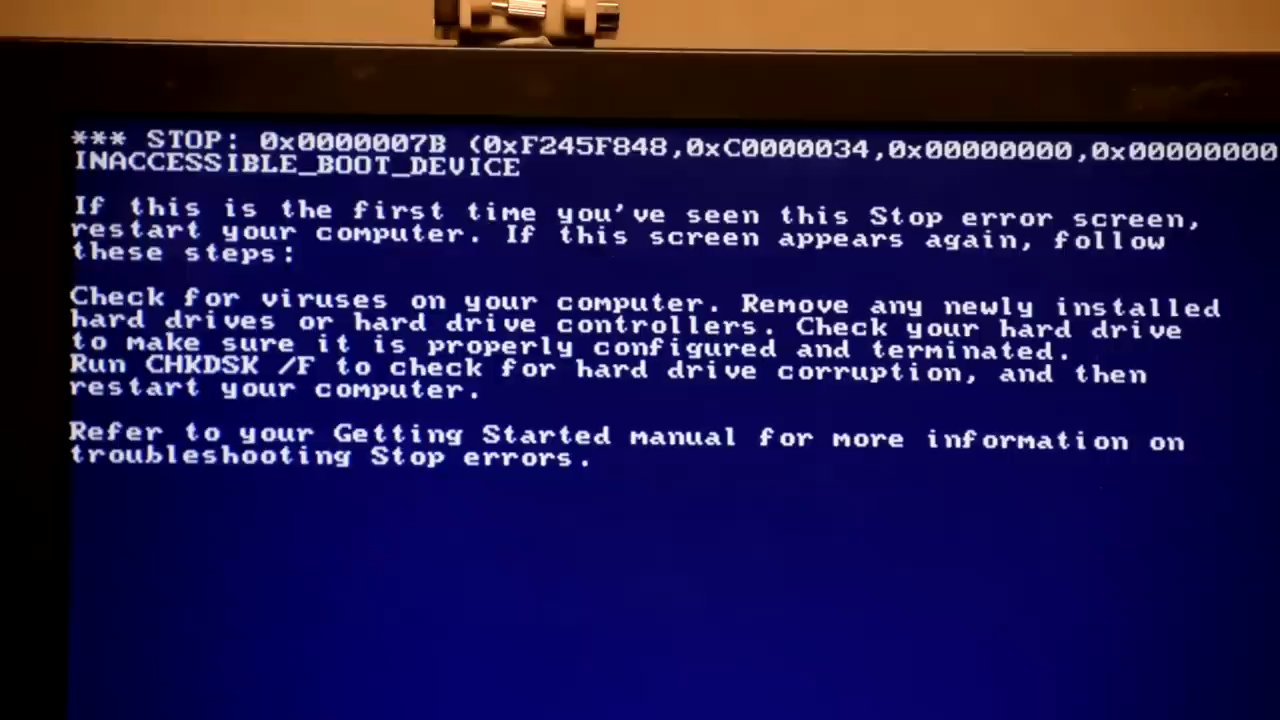 *** STOP: 0x0000007B (0xF245F848,0xC0000034,0x00000000,0x00000000
INACCESSIBLE_BOOT_DEVICE
If this is the first time you've seen this Stop error screen,
restart your computer. If this screen appears again, follow
these steps:
Check for viruses on your computer. Remove any newly installed
hard drives or hard drive controllers. Check your hard drive
to make sure it is properly configured and terminated.
Run CHKDSK /F to check for hard drive corruption, and then
restart your computer.
Refer to your Getting Started manual for more information on
troubleshooting Stop errors.